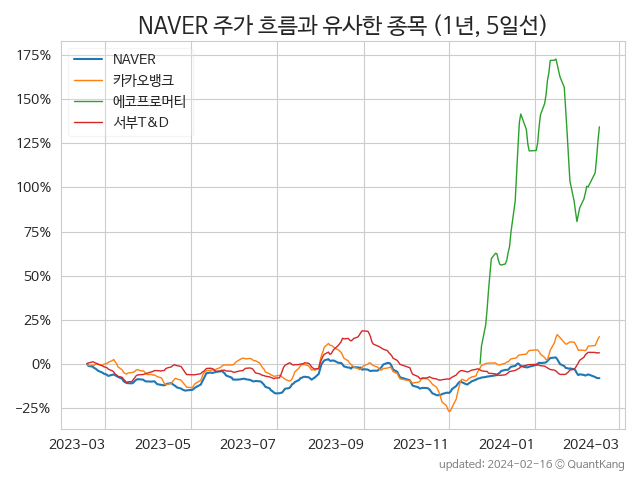 NAVER 주가 흐름과 유사한 종목 (1년, 5일선)
175%
150%
125%
100%
75%
50%
25%
0%
−25%
NAVER
카카오뱅크
에코프로머티
서부T&D
2023-03 2023-05 2023-07 2023-09 2023-11 2024-01 2024-03
updated: 2024-02-16 © QuantKang